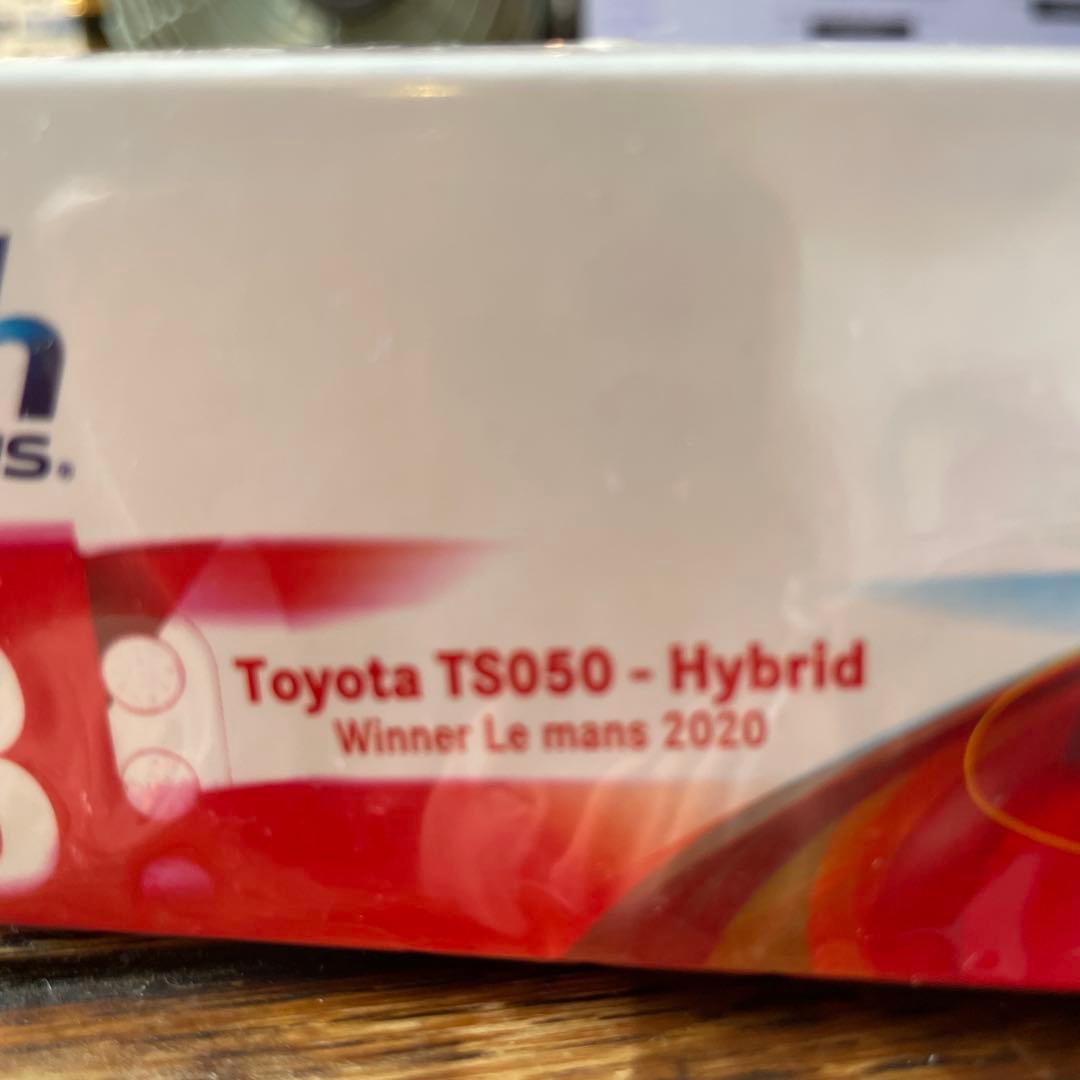 Toyota TS050 - Hybrid
Winner Le mans 2020